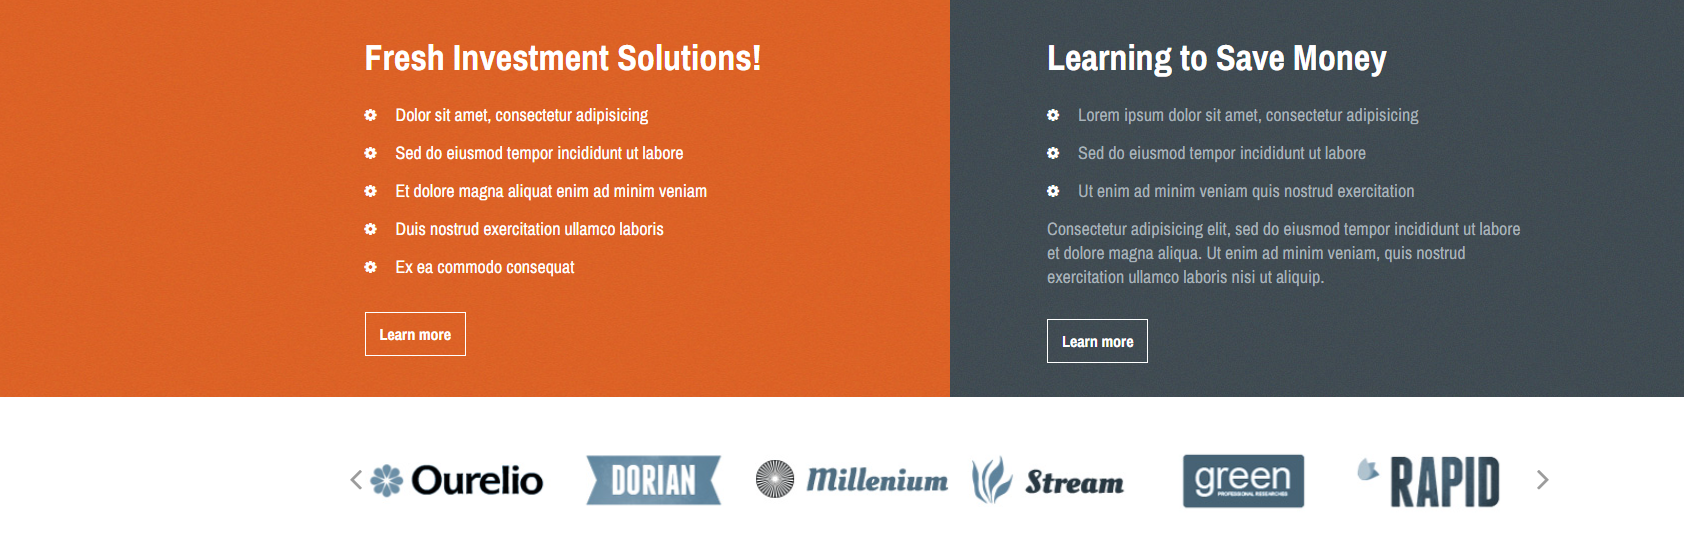 Fresh Investment Solutions!
Dolor sit amet, consectetur adipisicing
Sed do eiusmod tempor incididunt ut labore
Et dolore magna aliquat enim ad minim veniam
Duis nostrud exercitation ullamco laboris
Ex ea commodo consequat
Learn more
Learning to Save Money
Lorem ipsum dolor sit amet, consectetur adipisicing
Sed do eiusmod tempor incididunt ut labore
Ut enim ad minim veniam quis nostrud exercitation
Consectetur adipisicing elit, sed do eiusmod tempor incididunt ut labore
et dolore magna aliqua. Ut enim ad minim veniam, quis nostrud
exercitation ullamco laboris nisi ut aliquip.
Learn more
Ourelio
DORIAN
Millenium
Stream
green
PROFESSIONAL RESEARCHES
RAPID